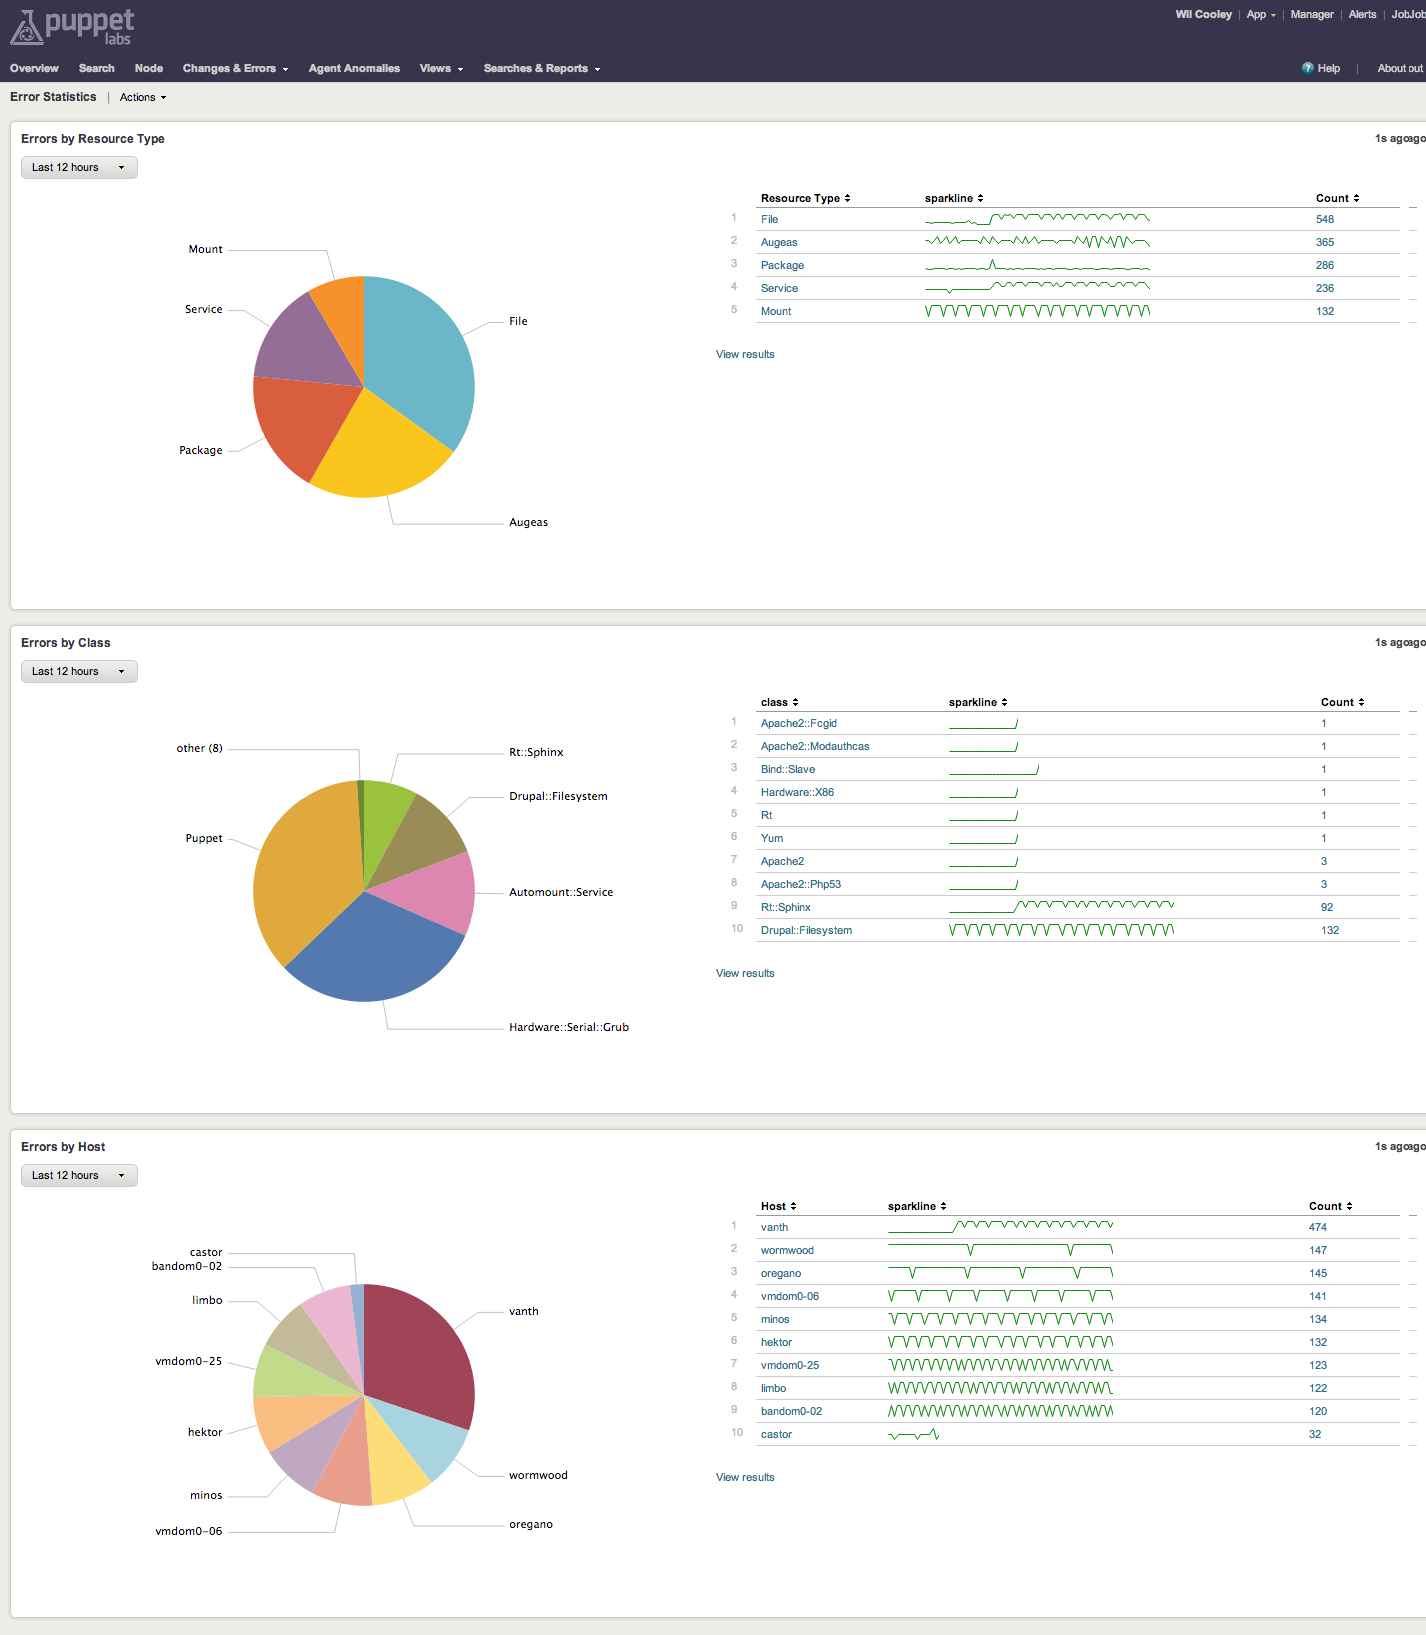 puppet
labs
Wil Cooley | App | Manager | Alerts | JobJob
Overview Search Node Changes & Errors Agent Anomalies Views Searches & Reports ? Help | About out
Error Statistics | Actions
Errors by Resource Type 1s agoago
Last 12 hours
Mount
Service
File
Package
Augeas
Resource Type sparkline Count
1 File 548
2 Augeas 365
3 Package 286
4 Service 236
5 Mount 132
View results
Errors by Class 1s agoago
Last 12 hours
other (8)
Rt::Sphinx
Drupal::Filesystem
Puppet
Automount::Service
Hardware::Serial::Grub
class sparkline Count
1 Apache2::Fcgid 1
2 Apache2::Modauthcas 1
3 Bind::Slave 1
4 Hardware::X86 1
5 Rt 1
6 Yum 1
7 Apache2 3
8 Apache2::Php53 3
9 Rt::Sphinx 92
10 Drupal::Filesystem 132
View results
Errors by Host 1s agoago
Last 12 hours
castor
bandom0-02
limbo
vanth
vmdom0-25
hektor
wormwood
minos
oregano
vmdom0-06
Host sparkline Count
1 vanth 474
2 wormwood 147
3 oregano 145
4 vmdom0-06 141
5 minos 134
6 hektor 132
7 vmdom0-25 123
8 limbo 122
9 bandom0-02 120
10 castor 32
View results